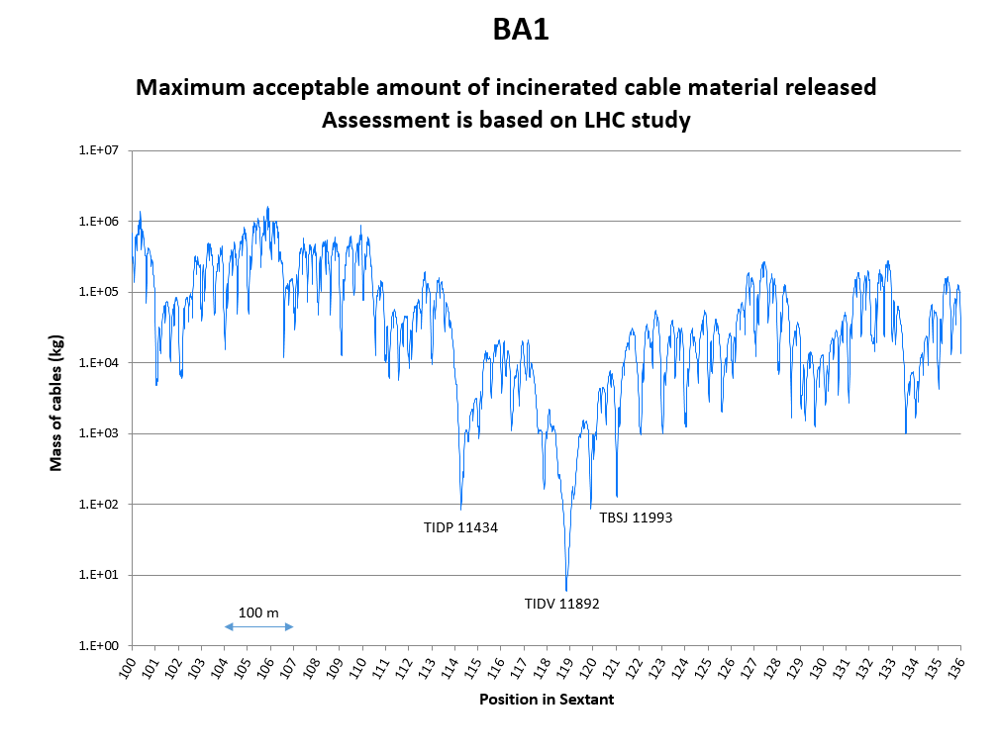 BA1
Maximum acceptable amount of incinerated cable material released
Assessment is based on LHC study
1.E+07
1.E+06
1.E+05
1.E+04
1.E+03
1.E+02
1.E+01
1.E+00
Mass of cables (kg)
TIDP 11434
TBSJ 11993
TIDV 11892
100 m
100 101 102 103 104 105 106 107 108 109 110 111 112 113 114 115 116 117 118 119 120 121 122 123 124 125 126 127 128 129 130 131 132 133 134 135 136
Position in Sextant